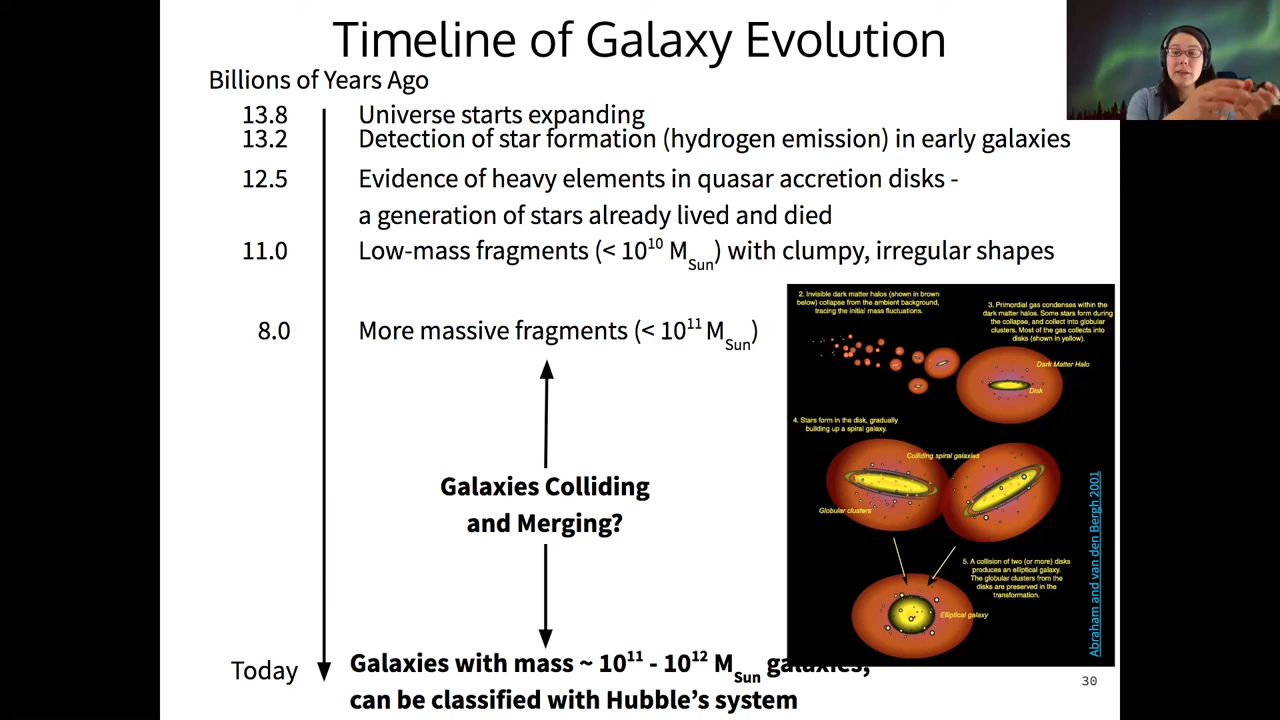 Timeline of Galaxy Evolution
Billions of Years Ago
13.8 Universe starts expanding
13.2 Detection of star formation (hydrogen emission) in early galaxies
12.5 Evidence of heavy elements in quasar accretion disks -
a generation of stars already lived and died
11.0 Low-mass fragments (< 10¹⁰ M_Sun) with clumpy, irregular shapes
8.0 More massive fragments (< 10¹¹ M_Sun)
Galaxies Colliding
and Merging?
Today Galaxies with mass ~ 10¹¹ - 10¹² M_Sun galaxies,
can be classified with Hubble's system
2. Invisible dark matter halos (shown in brown
below) collapse from the ambient background,
tracing the initial mass fluctuations.
3. Primordial gas condenses within the
dark matter halos. Some stars form during
the collapse, and collect into globular
clusters. Most of the gas collects into
disks (shown in yellow).
Dark Matter Halo
Disk
4. Stars form in the disk, gradually
building up a spiral galaxy.
Colliding spiral galaxies
Globular clusters
5. A collision of two (or more) disks
produces an elliptical galaxy.
The globular clusters from the
disks are preserved in the
transformation.
Elliptical galaxy
Abraham and van den Bergh 2001
30